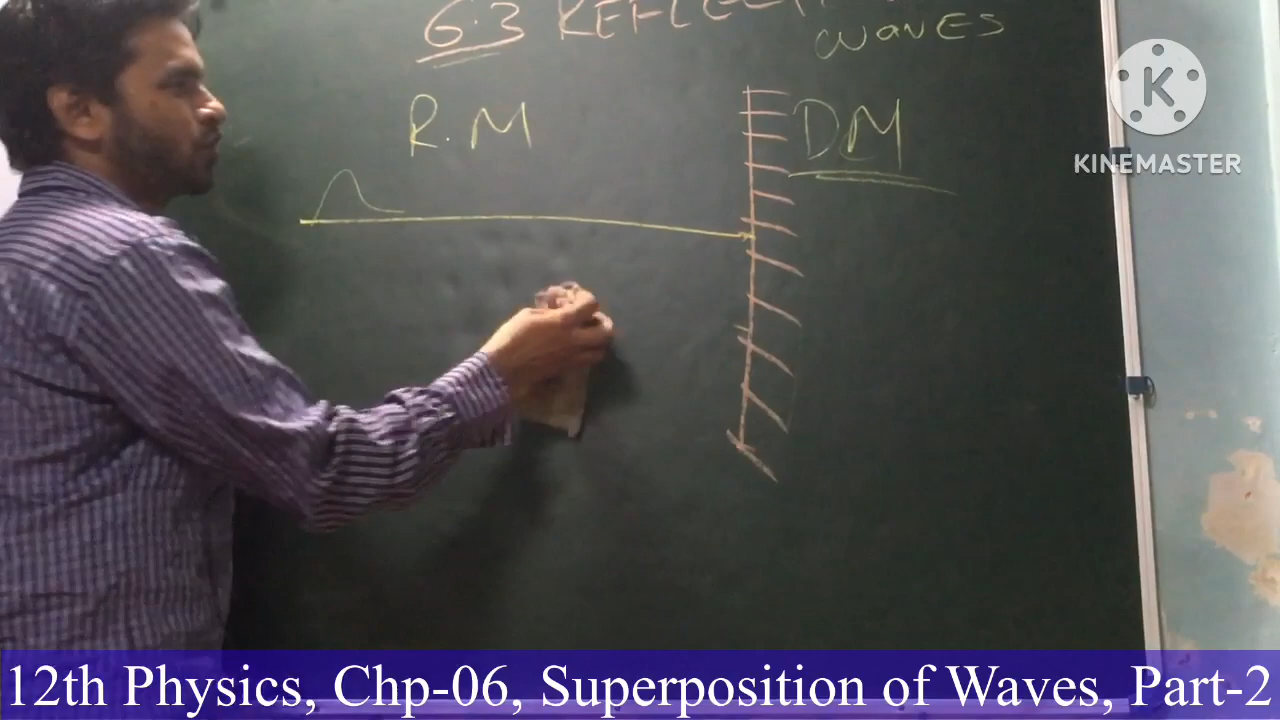 6.3 REFLECT
WAVES
R.M
DM
K
KINEMASTER
12th Physics, Chp-06, Superposition of Waves, Part-2